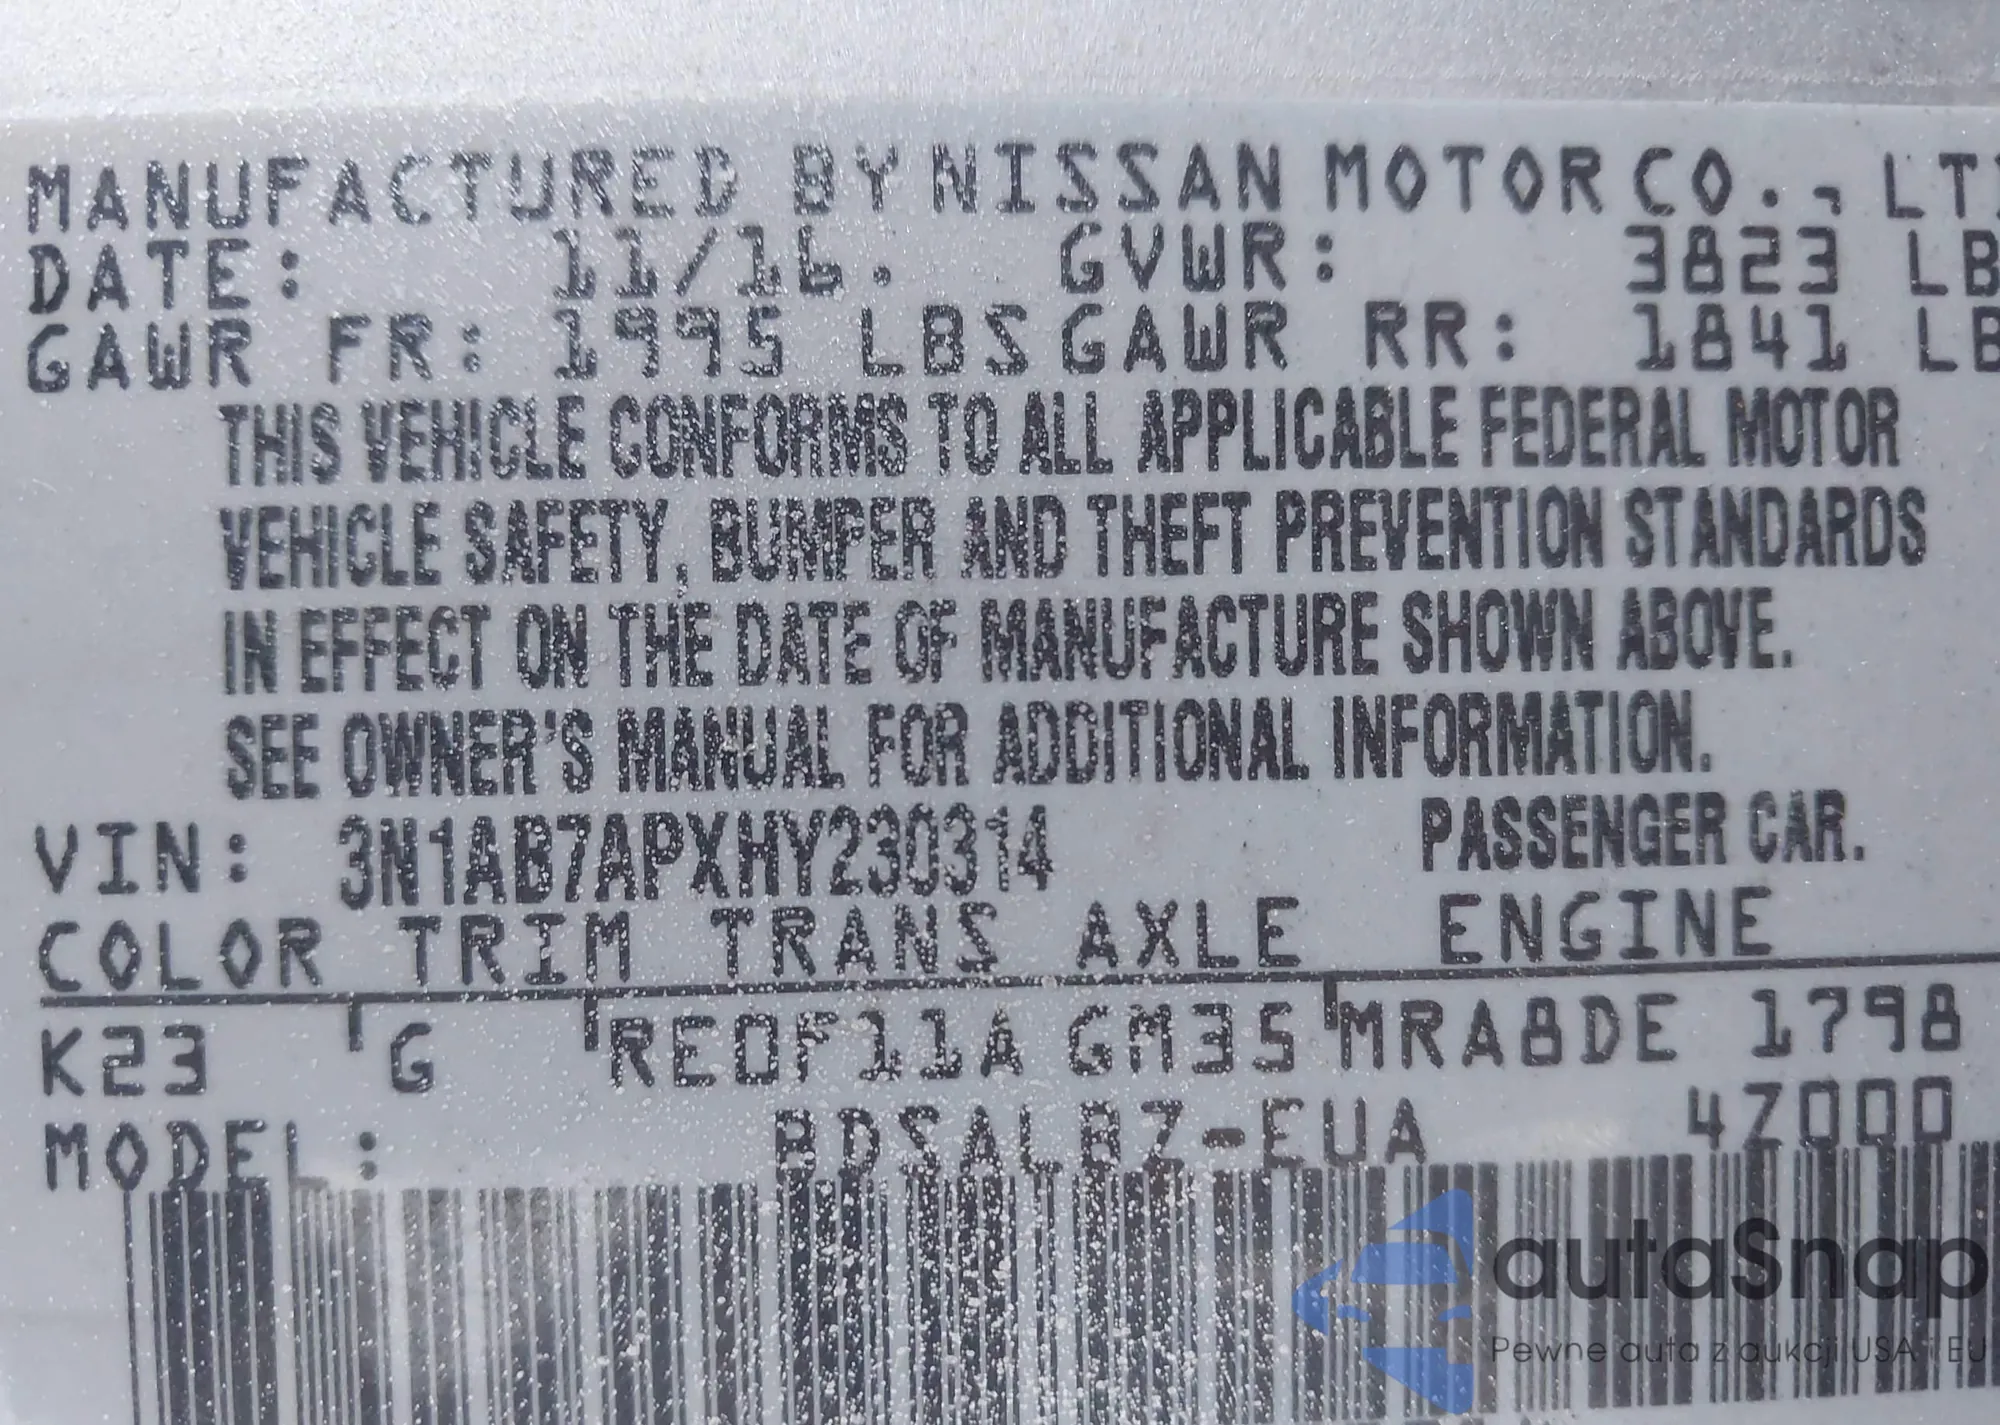 MANUFACTURED BY NISSAN MOTOR CO., LT
DATE: 11/16. GVWR: 3823 LB
GAWR FR: 1995 LBS GAWR RR: 1841 LB
THIS VEHICLE CONFORMS TO ALL APPLICABLE FEDERAL MOTOR
VEHICLE SAFETY, BUMPER AND THEFT PREVENTION STANDARDS
IN EFFECT ON THE DATE OF MANUFACTURE SHOWN ABOVE.
SEE OWNER'S MANUAL FOR ADDITIONAL INFORMATION.
VIN: 3N1AB7APXHY230314 PASSENGER CAR.
COLOR TRIM TRANS AXLE ENGINE
K23 G RE0F11A GM35 MRA8DE 1798
MODEL: BDSALBZ-EUA 4Z000
autaSnap
Pewne auta z aukcji USA i EU